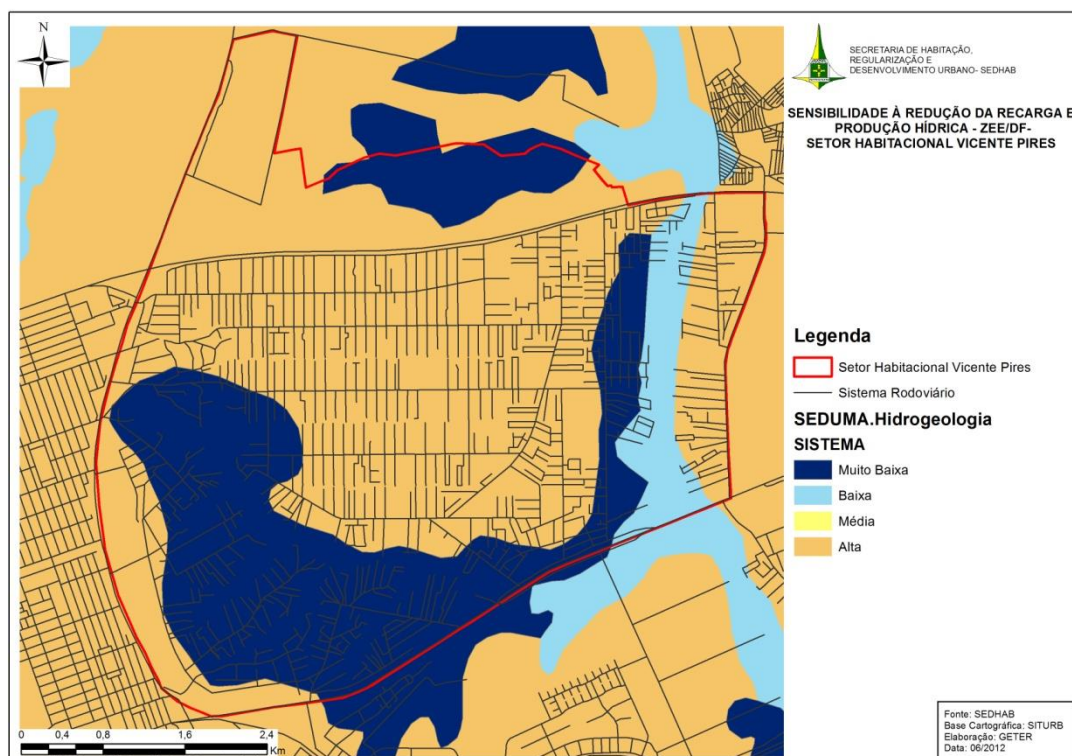 N
SECRETARIA DE HABITAÇÃO,
REGULARIZAÇÃO E
DESENVOLVIMENTO URBANO- SEDHAB
SENSIBILIDADE À REDUÇÃO DA RECARGA E
PRODUÇÃO HÍDRICA - ZEE/DF-
SETOR HABITACIONAL VICENTE PIRES
Legenda
Setor Habitacional Vicente Pires
Sistema Rodoviário
SEDUMA.Hidrogeologia
SISTEMA
Muito Baixa
Baixa
Média
Alta
0 0,4 0,8 1,6 2,4
Km
Fonte: SEDHAB
Base Cartográfica: SITURB
Elaboração: GETER
Data: 06/2012